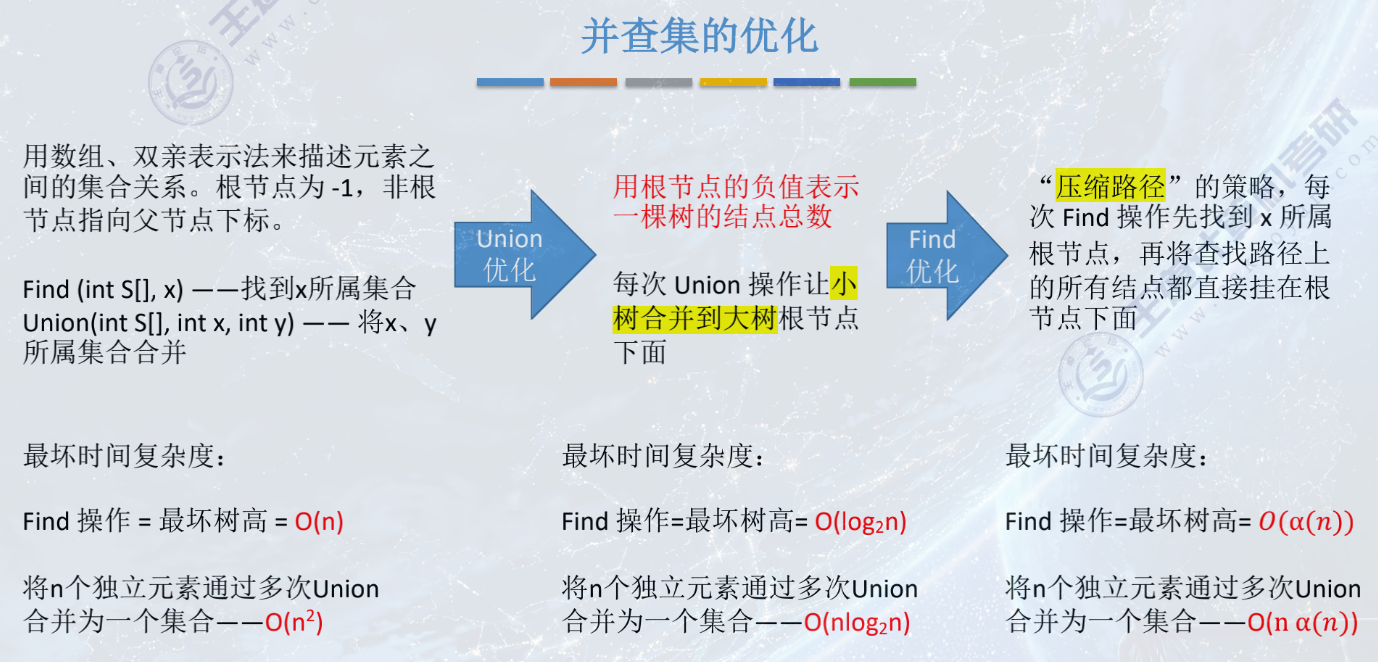 并查集的优化
用数组、双亲表示法来描述元素之
间的集合关系。根节点为 -1，非根
节点指向父节点下标。
Find (int S[], x) ——找到x所属集合
Union(int S[], int x, int y) —— 将x、y
所属集合合并
Union
优化
用根节点的负值表示
一棵树的结点总数
每次 Union 操作让小
树合并到大树根节点
下面
Find
优化
“压缩路径”的策略，每
次 Find 操作先找到 x 所属
根节点，再将查找路径上
的所有结点都直接挂在根
节点下面
最坏时间复杂度：
Find 操作 = 最坏树高 = O(n)
将n个独立元素通过多次Union
合并为一个集合——O(n²)
最坏时间复杂度：
Find 操作=最坏树高= O(log₂n)
将n个独立元素通过多次Union
合并为一个集合——O(nlog₂n)
最坏时间复杂度：
Find 操作=最坏树高= O(α(n))
将n个独立元素通过多次Union
合并为一个集合——O(n α(n))